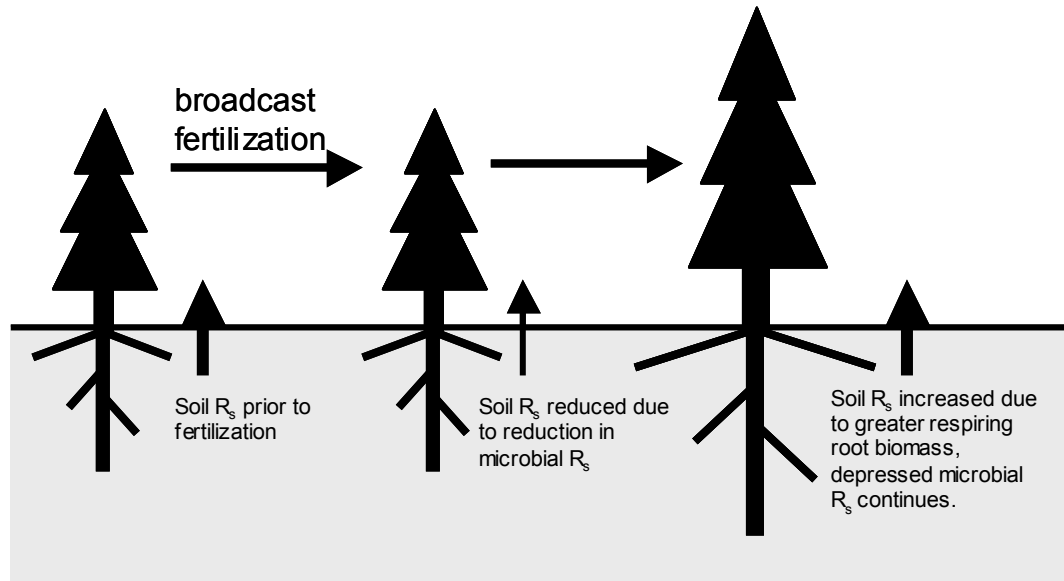 broadcast
fertilization
Soil Rs prior to
fertilization
Soil Rs reduced due
to reduction in
microbial Rs
Soil Rs increased due
to greater respiring
root biomass,
depressed microbial
Rs continues.